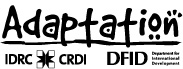 Adaptation
IDRC CRDI DFID Department for
International
Development